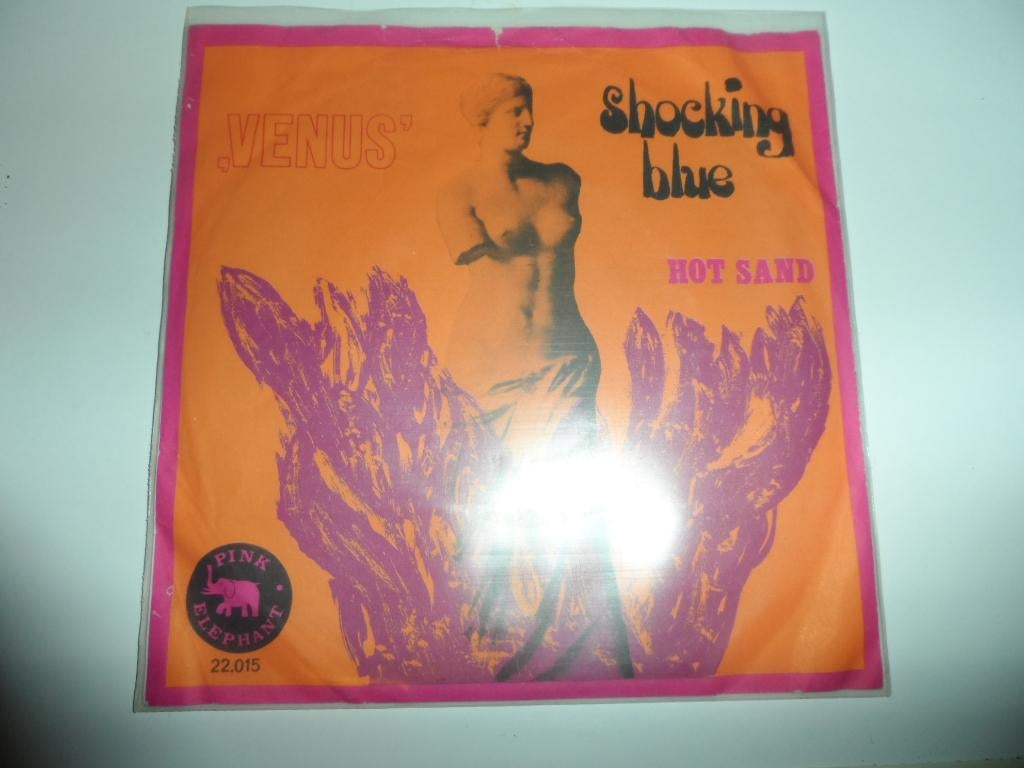 ‚VENUS’
shocking
blue
HOT SAND
PINK
ELEPHANT
22.015